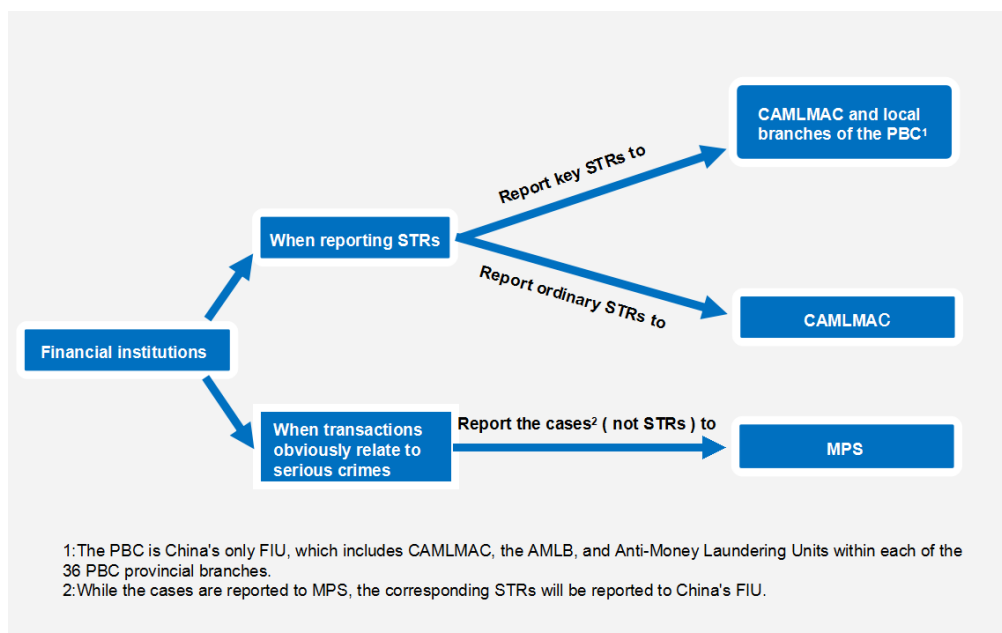 CAMLMAC and local
branches of the PBC¹
Report key STRs to
When reporting STRs
Report ordinary STRs to
CAMLMAC
Financial institutions
When transactions
obviously relate to
serious crimes
Report the cases² ( not STRs ) to
MPS
1:The PBC is China's only FIU, which includes CAMLMAC, the AMLB, and Anti-Money Laundering Units within each of the
36 PBC provincial branches.
2:While the cases are reported to MPS, the corresponding STRs will be reported to China's FIU.